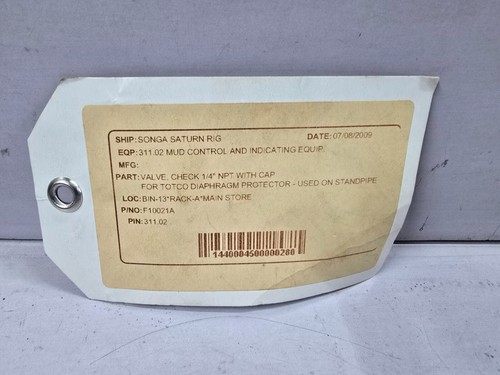 SHIP: SONGA SATURN RIG DATE: 07/08/2009
EQP: 311.02 MUD CONTROL AND INDICATING EQUIP.
MFG:
PART: VALVE, CHECK 1/4" NPT WITH CAP
FOR TOTCO DIAPHRAGM PROTECTOR - USED ON STANDPIPE
LOC: BIN-13*RACK-A*MAIN STORE
P/NO: F10021A
PIN: 311.02
1440004500000280